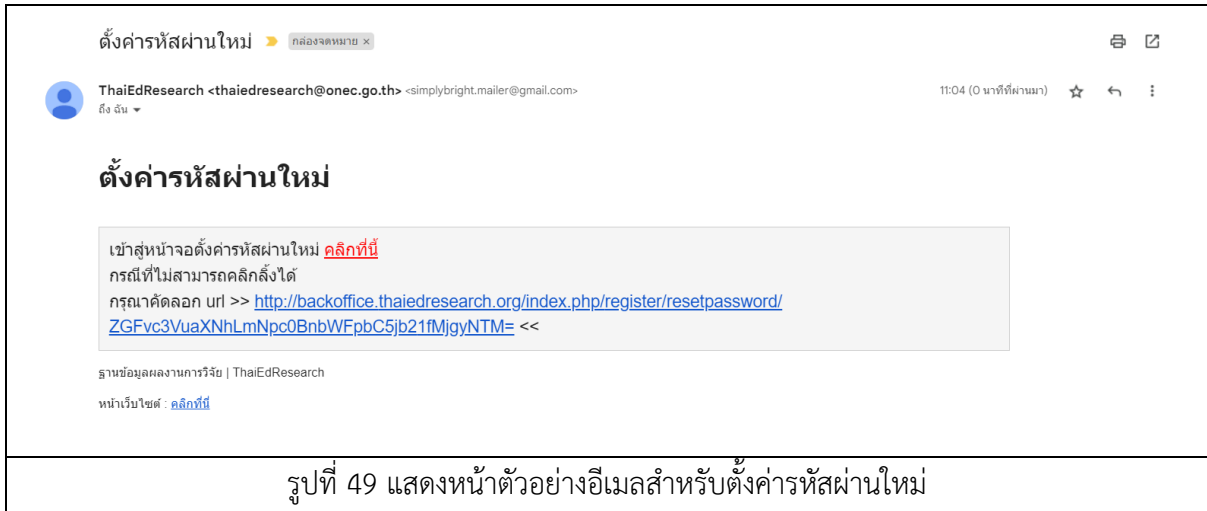 ตั้งค่ารหัสผ่านใหม่ กล่องจดหมาย ×
ThaiEdResearch <thaiedresearch@onec.go.th> <simplybright.mailer@gmail.com> 11:04 (0 นาทีที่ผ่านมา)
ถึง ฉัน
ตั้งค่ารหัสผ่านใหม่
เข้าสู่หน้าจอตั้งค่ารหัสผ่านใหม่ คลิกที่นี้
กรณีที่ไม่สามารถคลิกลิ้งได้
กรุณาคัดลอก url >> http://backoffice.thaiedresearch.org/index.php/register/resetpassword/
ZGFvc3VuaXNhLmNpc0BnbWFpbC5jb21fMjgyNTM= <<
ฐานข้อมูลผลงานการวิจัย | ThaiEdResearch
หน้าเว็บไซต์ : คลิกที่นี่
รูปที่ 49 แสดงหน้าตัวอย่างอีเมลสำหรับตั้งค่ารหัสผ่านใหม่